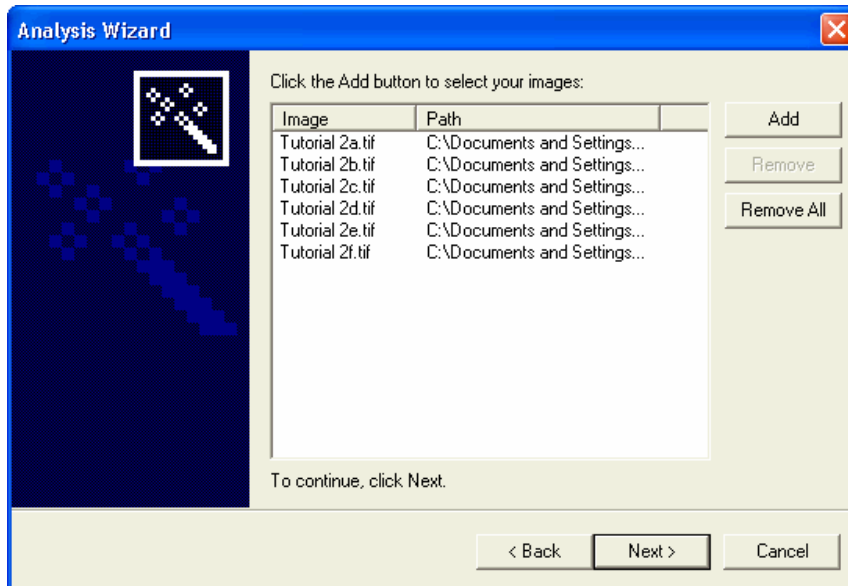 Analysis Wizard
Click the Add button to select your images:
Image Path
Tutorial 2a.tif C:\Documents and Settings...
Tutorial 2b.tif C:\Documents and Settings...
Tutorial 2c.tif C:\Documents and Settings...
Tutorial 2d.tif C:\Documents and Settings...
Tutorial 2e.tif C:\Documents and Settings...
Tutorial 2f.tif C:\Documents and Settings...
Add
Remove
Remove All
To continue, click Next.
< Back Next > Cancel